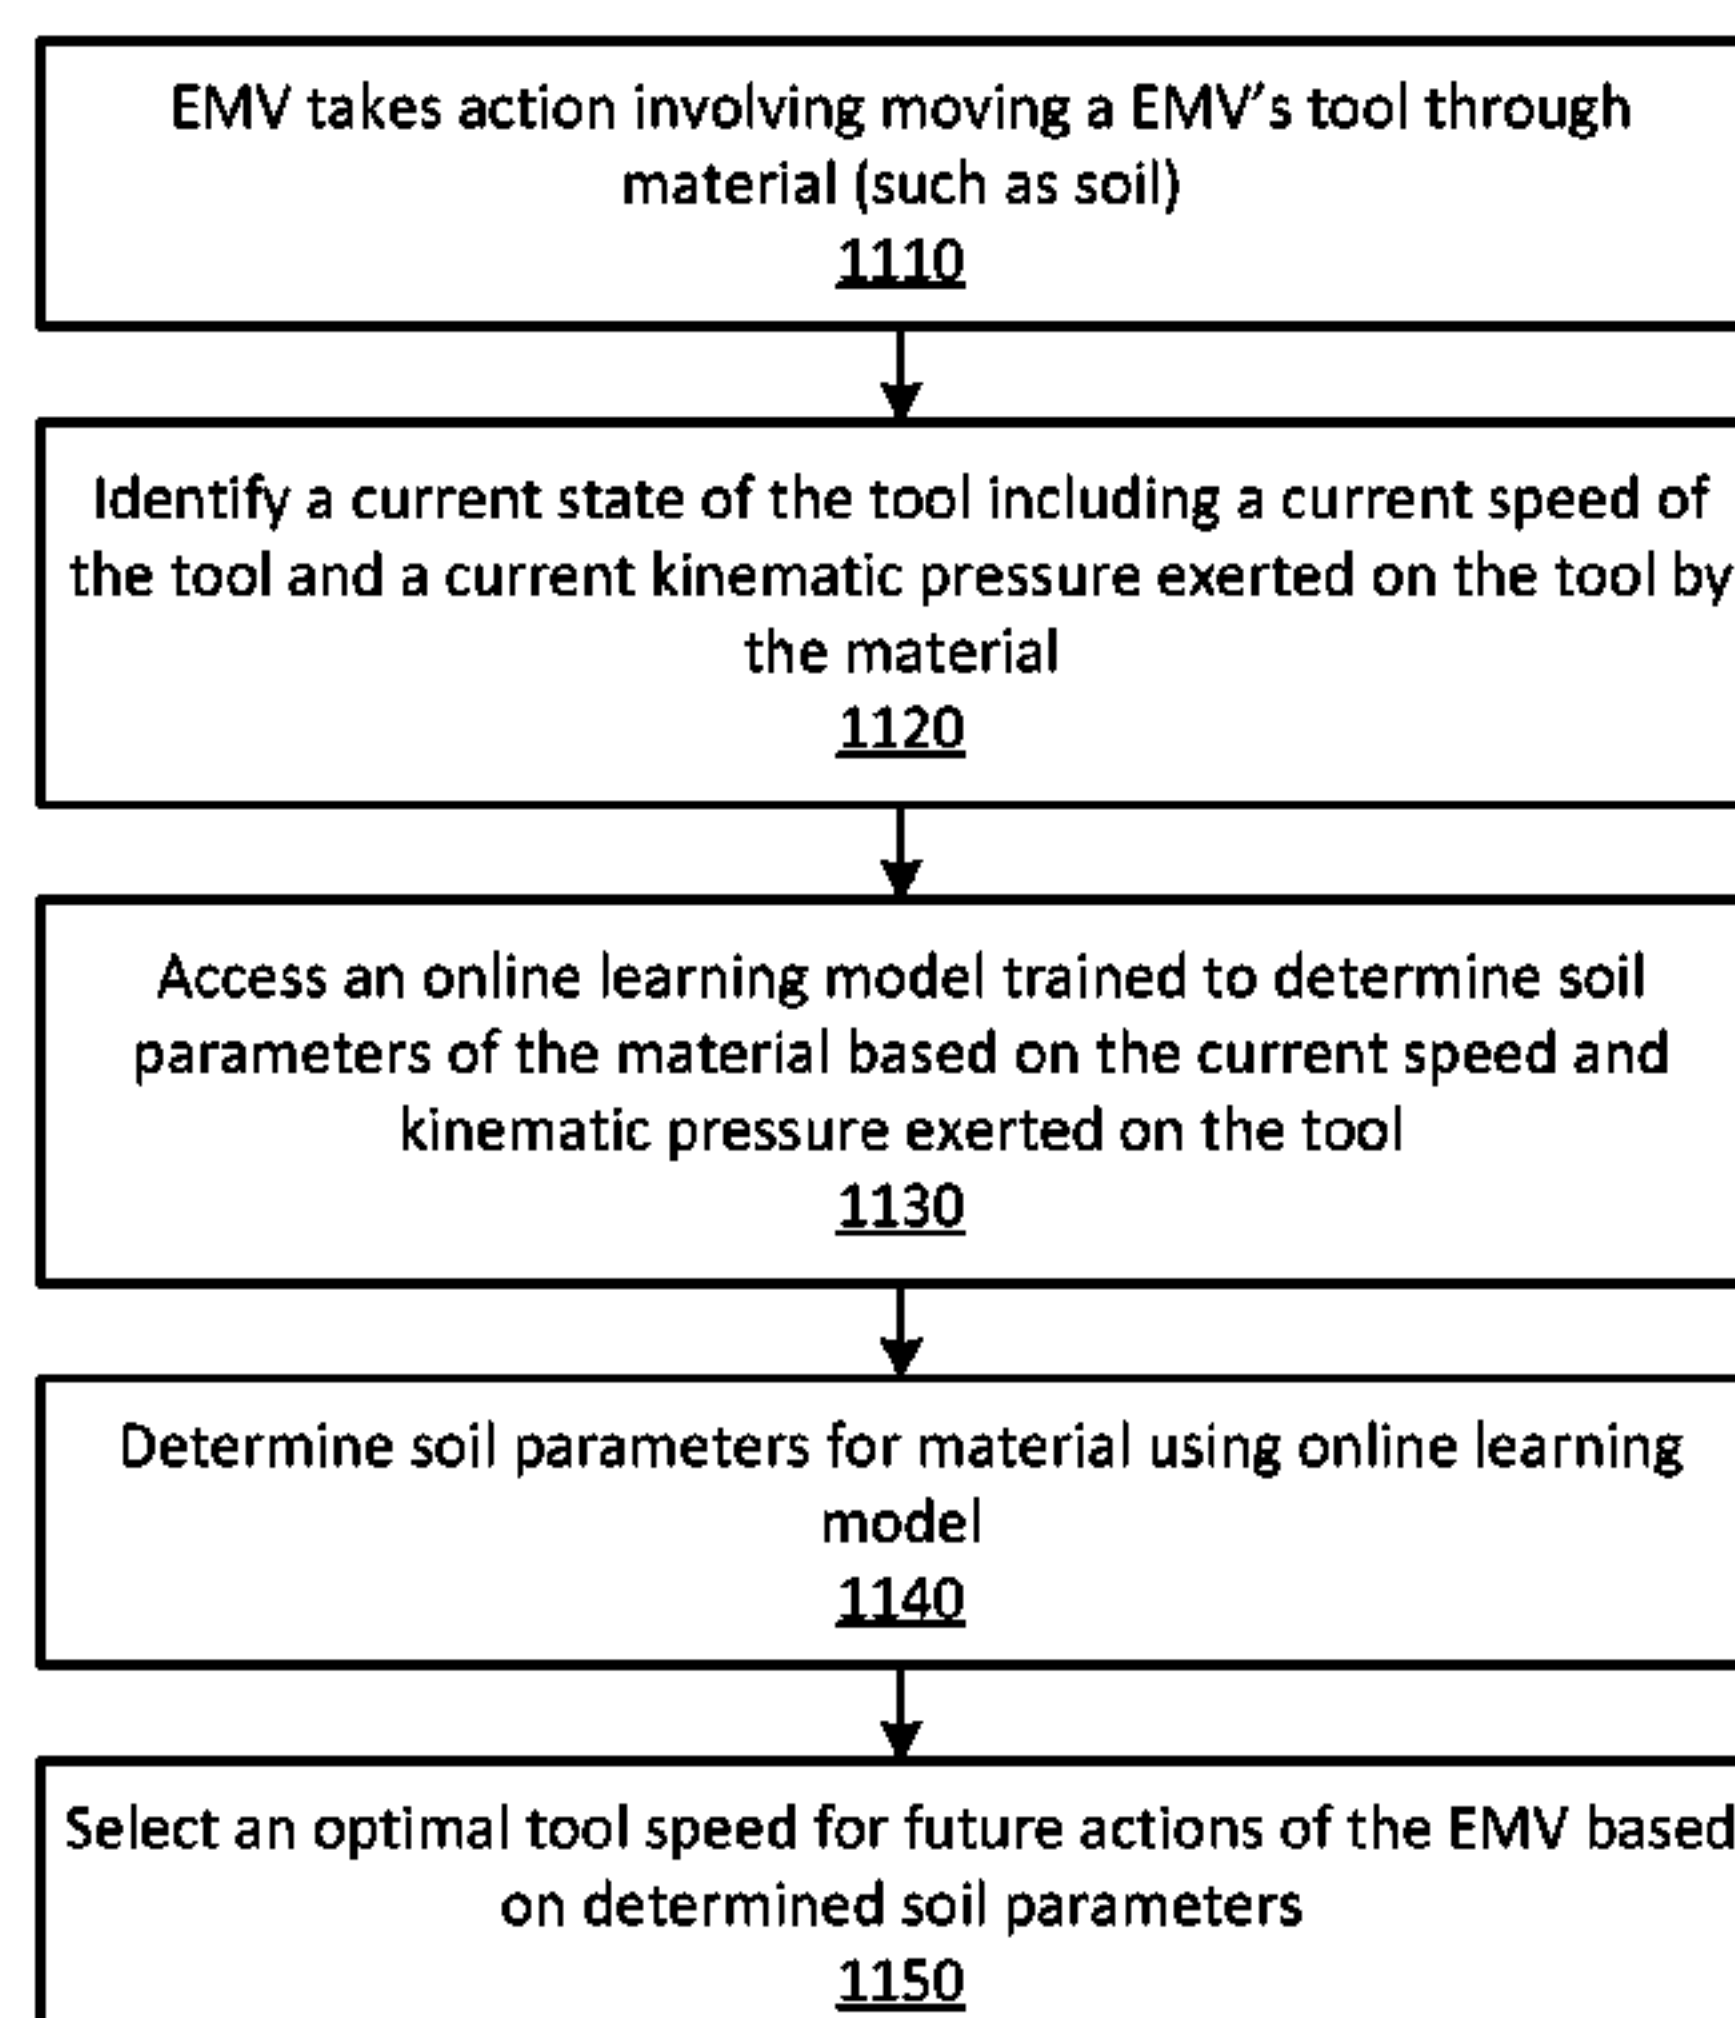 EMV takes action involving moving a EMV's tool through
material (such as soil)
1110
Identify a current state of the tool including a current speed of
the tool and a current kinematic pressure exerted on the tool by
the material
1120
Access an online learning model trained to determine soil
parameters of the material based on the current speed and
kinematic pressure exerted on the tool
1130
Determine soil parameters for material using online learning
model
1140
Select an optimal tool speed for future actions of the EMV based
on determined soil parameters
1150